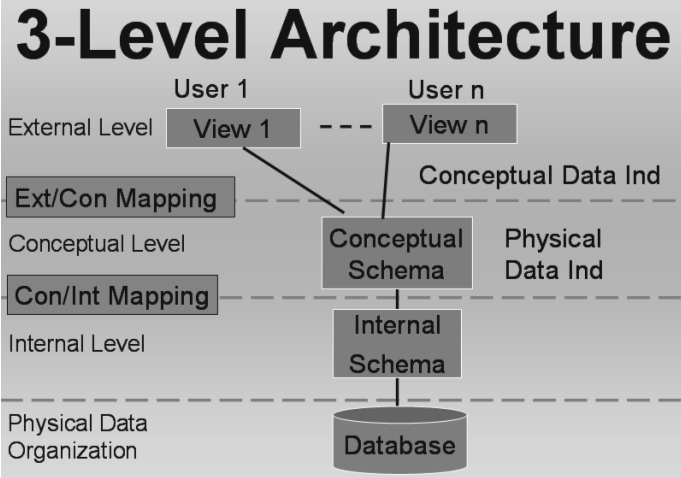 3-Level Architecture
User 1
User n
External Level
View 1
View n
Conceptual Data Ind
Ext/Con Mapping
Conceptual Level
Conceptual
Schema
Physical
Data Ind
Con/Int Mapping
Internal Level
Internal
Schema
Physical Data
Organization
Database